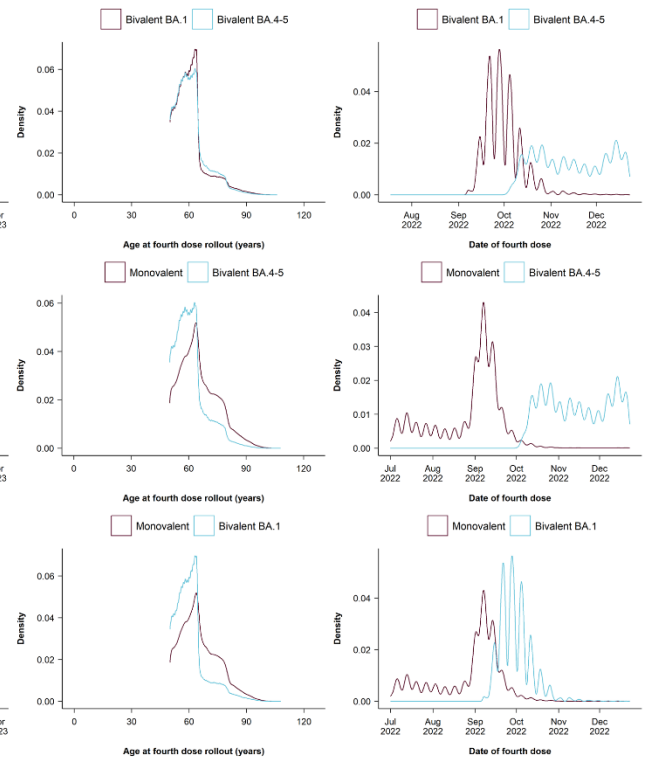 Bivalent BA.1 Bivalent BA.4-5 Bivalent BA.1 Bivalent BA.4-5
0.06
0.04
0.02
0.00
Density
0 30 60 90 120
Age at fourth dose rollout (years)
0.04
0.02
0.00
Density
Aug 2022 Sep 2022 Oct 2022 Nov 2022 Dec 2022
Date of fourth dose
23
Monovalent Bivalent BA.4-5 Monovalent Bivalent BA.4-5
0.06
0.04
0.02
0.00
Density
0 30 60 90 120
Age at fourth dose rollout (years)
0.04
0.03
0.02
0.01
0.00
Density
Jul 2022 Aug 2022 Sep 2022 Oct 2022 Nov 2022 Dec 2022
Date of fourth dose
23
Monovalent Bivalent BA.1 Monovalent Bivalent BA.1
0.06
0.04
0.02
0.00
Density
0 30 60 90 120
Age at fourth dose rollout (years)
0.04
0.02
0.00
Density
Jul 2022 Aug 2022 Sep 2022 Oct 2022 Nov 2022 Dec 2022
Date of fourth dose
23